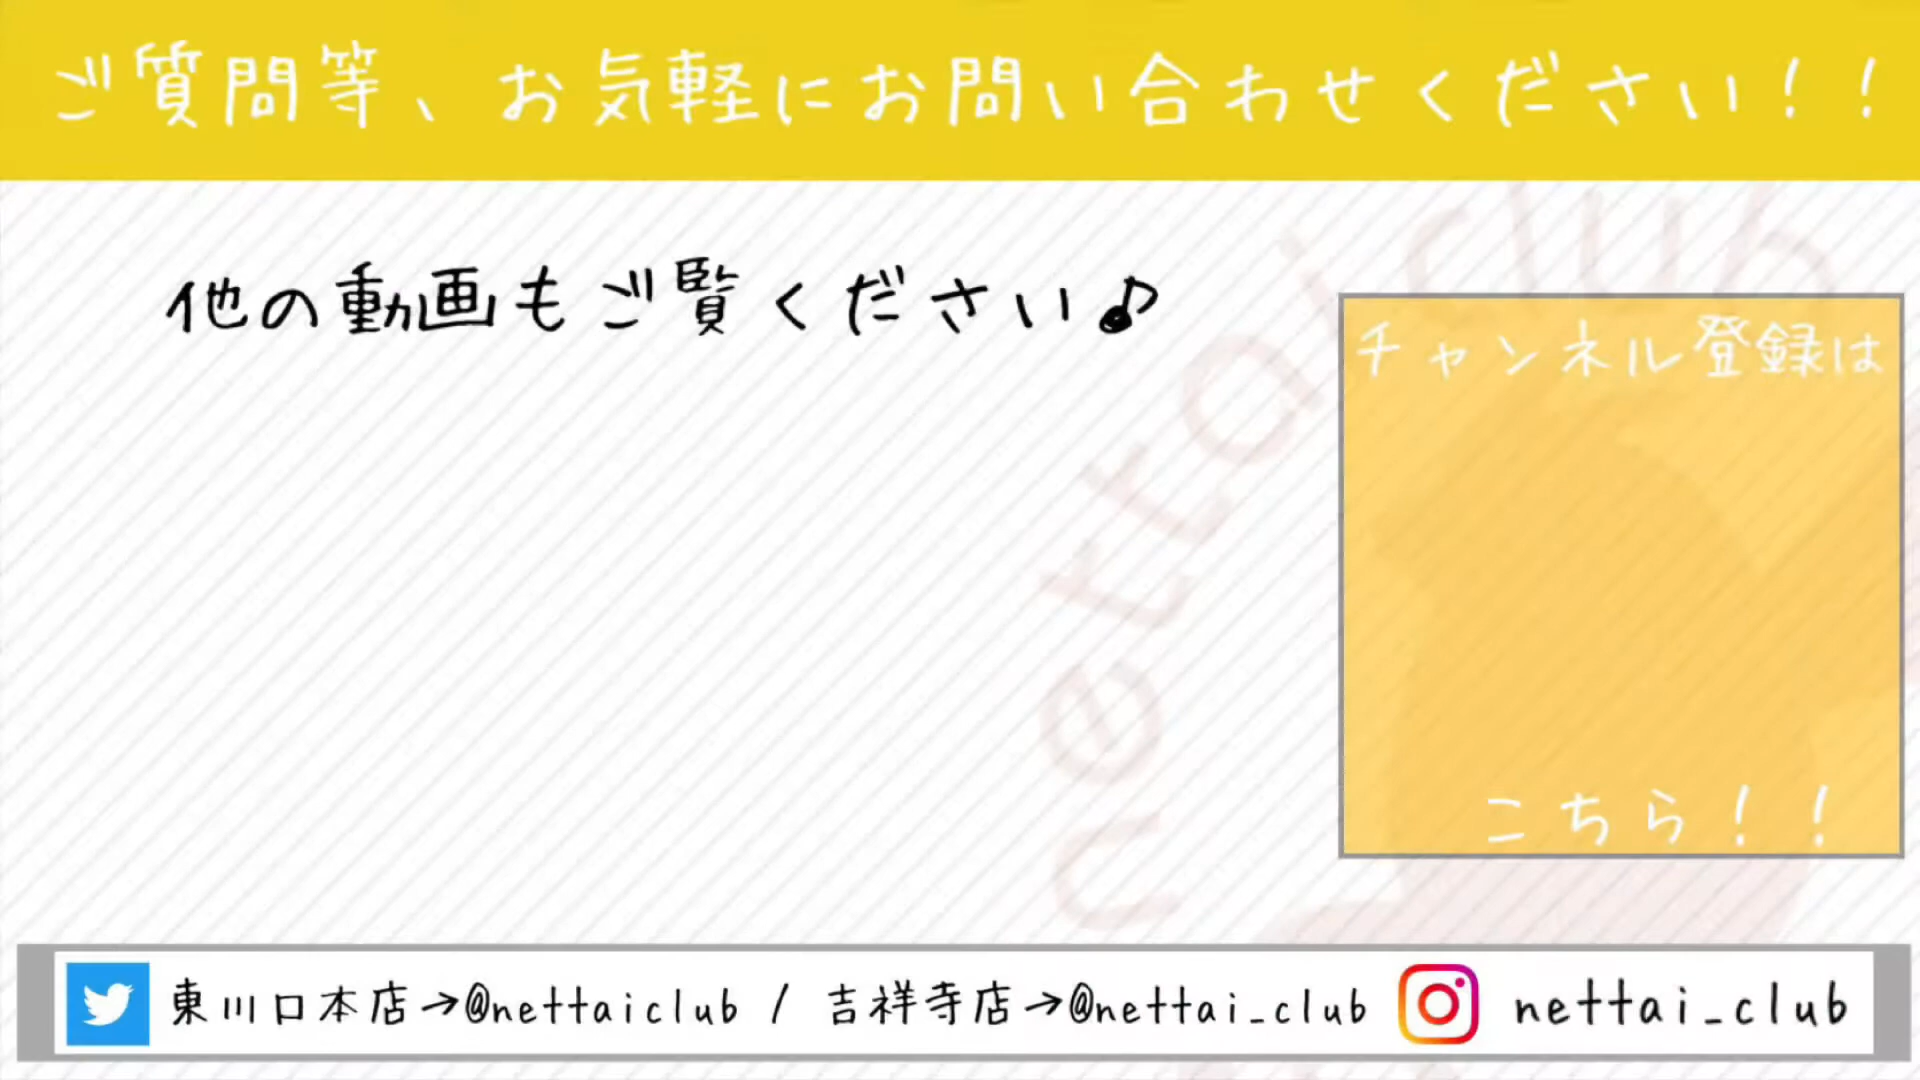 ご質問等、お気軽にお問い合わせください！！
他の動画もご覧ください♪
チャンネル登録は
こちら！！
nettaiclub
東川口本店→@nettaiclub / 吉祥寺店→@nettai_club
nettai_club